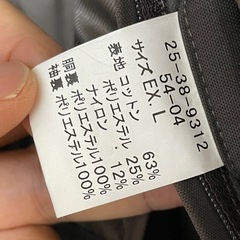 25-38-9312
54-04
サイズ EX.L
表地 コットン 63%
ポリエステル 25%
ナイロン 12%
胴裏 ポリエステル100%
袖裏 ポリエステル100%